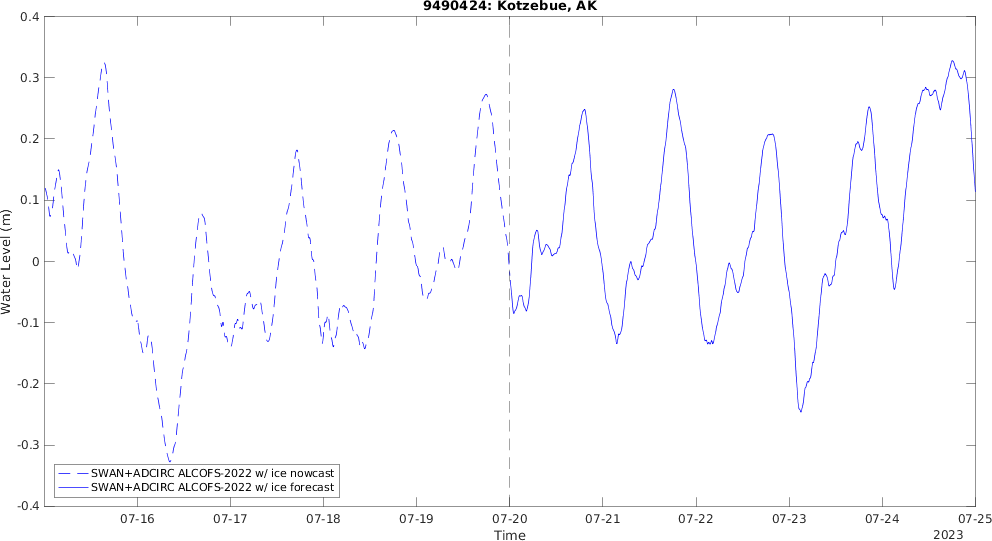 9490424: Kotzebue, AK
0.4
0.3
0.2
0.1
0
-0.1
-0.2
-0.3
-0.4
Water Level (m)
SWAN+ADCIRC ALCOFS-2022 w/ ice nowcast
SWAN+ADCIRC ALCOFS-2022 w/ ice forecast
07-16 07-17 07-18 07-19 07-20 07-21 07-22 07-23 07-24 07-25
Time
2023